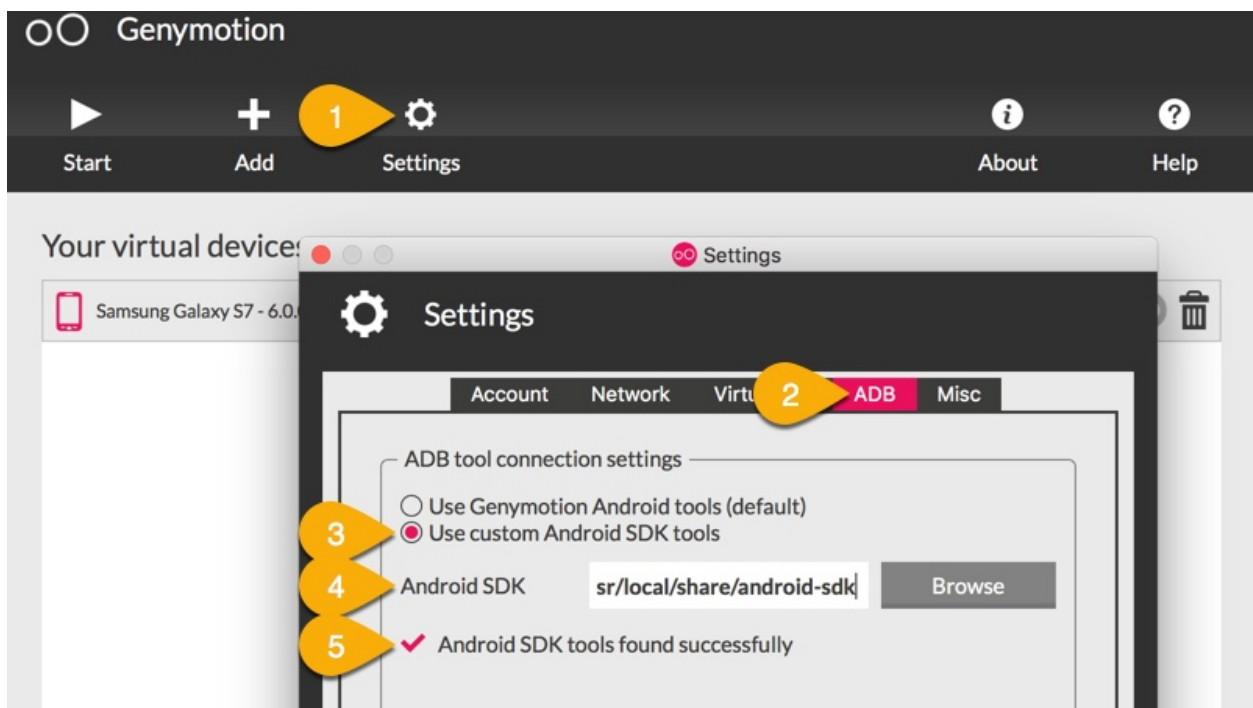 Genymotion
1
Start Add Settings About Help
Your virtual devices
Settings
Samsung Galaxy S7 - 6.0.
Settings
Account Network Virtu 2 ADB Misc
ADB tool connection settings
Use Genymotion Android tools (default)
3 Use custom Android SDK tools
4 Android SDK sr/local/share/android-sdk Browse
5 Android SDK tools found successfully